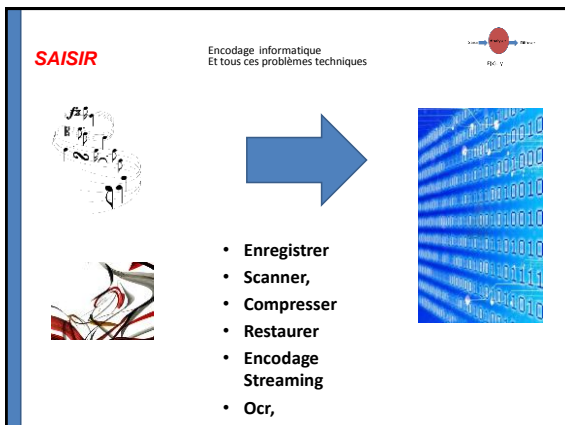 SAISIR
Encodage informatique
Et tous ces problèmes techniques
• Enregistrer
• Scanner,
• Compresser
• Restaurer
• Encodage
Streaming
• Ocr,